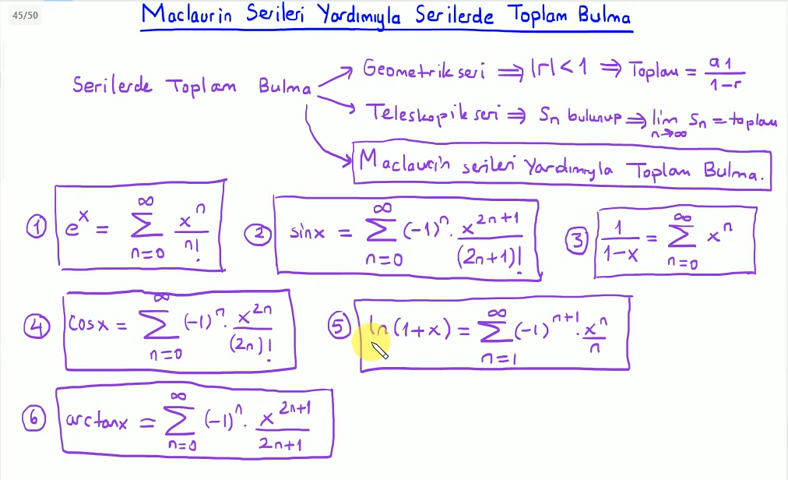 45/50
Maclaurin Serileri Yardımıyla Serilerde Toplam Bulma
Serilerde Toplam Bulma
Geometrik seri ⇒ |r| < 1 ⇒ Toplam = a1/(1-r)
Teleskopik seri ⇒ Sn bulunup ⇒ lim n→∞ Sn = toplam
Maclaurin serileri Yardımıyla Toplam Bulma.
① e^x = ∑_{n=0}^{∞} x^n/n!
② sinx = ∑_{n=0}^{∞} (-1)^n · x^{2n+1}/(2n+1)!
③ 1/(1-x) = ∑_{n=0}^{∞} x^n
④ Cosx = ∑_{n=0}^{∞} (-1)^n · x^{2n}/(2n)!
⑤ ln(1+x) = ∑_{n=1}^{∞} (-1)^{n+1} · x^n/n
⑥ arctanx = ∑_{n=0}^{∞} (-1)^n · x^{2n+1}/2n+1